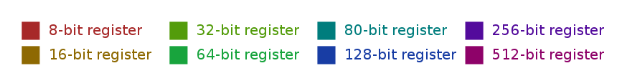 8-bit register 32-bit register 80-bit register 256-bit register
16-bit register 64-bit register 128-bit register 512-bit register